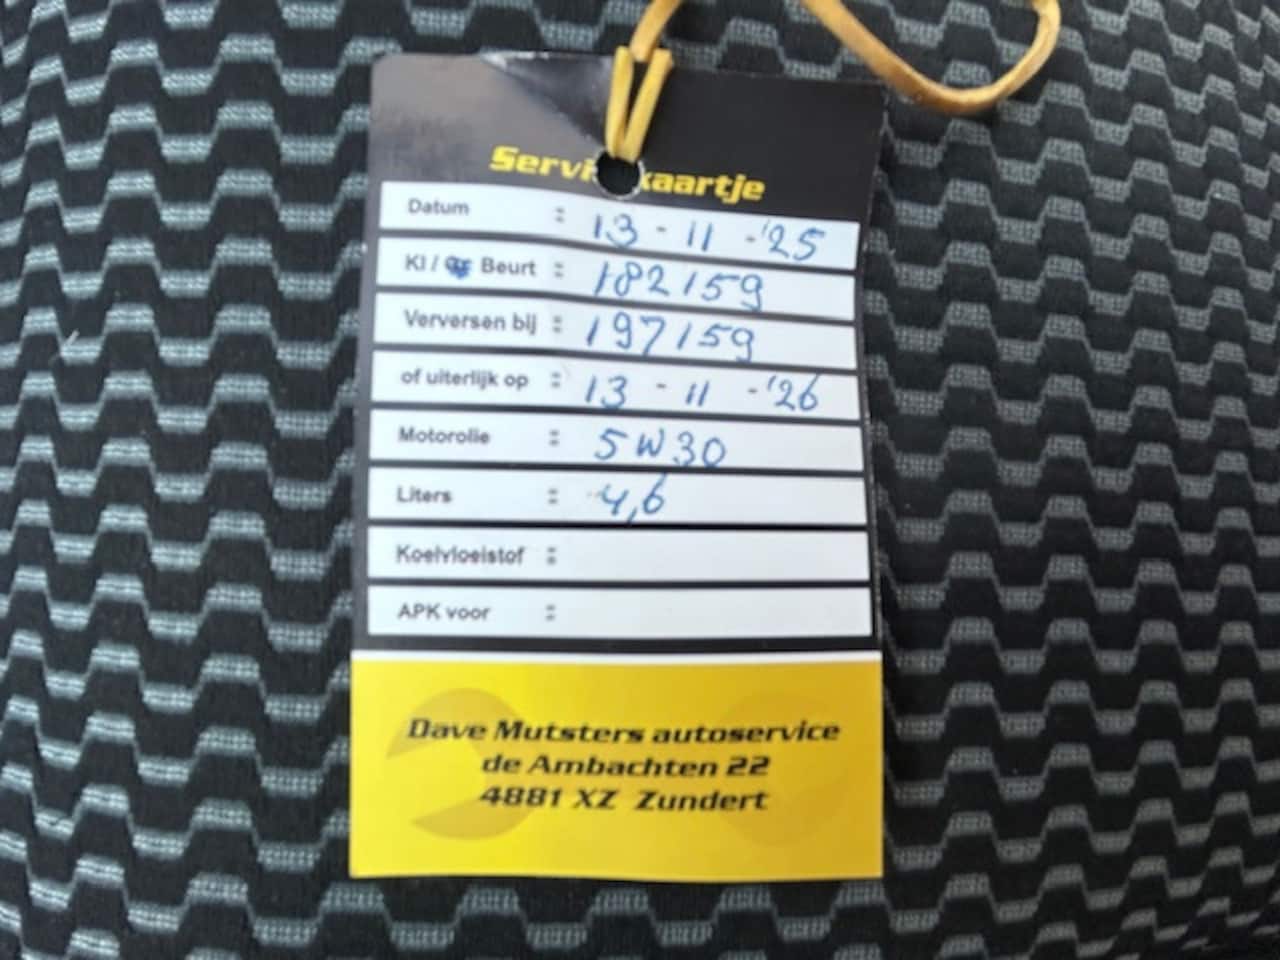 Servicekaartje
Datum : 13 - 11 - '25
Kl / Beurt : 182159
Verversen bij : 197159
of uiterlijk op : 13 - 11 - '26
Motorolie : 5W30
Liters : 4,6
Koelvloeistof :
APK voor :
Dave Mutsters autoservice
de Ambachten 22
4881 XZ Zundert